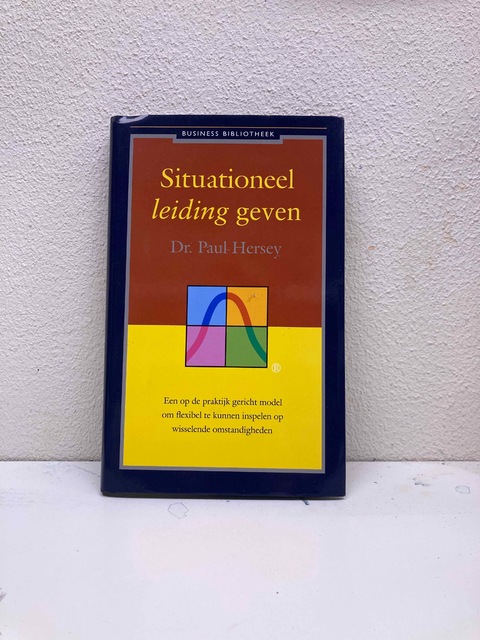 BUSINESS BIBLIOTHEEK
Situationeel
leiding geven
Dr. Paul Hersey
®
Een op de praktijk gericht model
om flexibel te kunnen inspelen op
wisselende omstandigheden